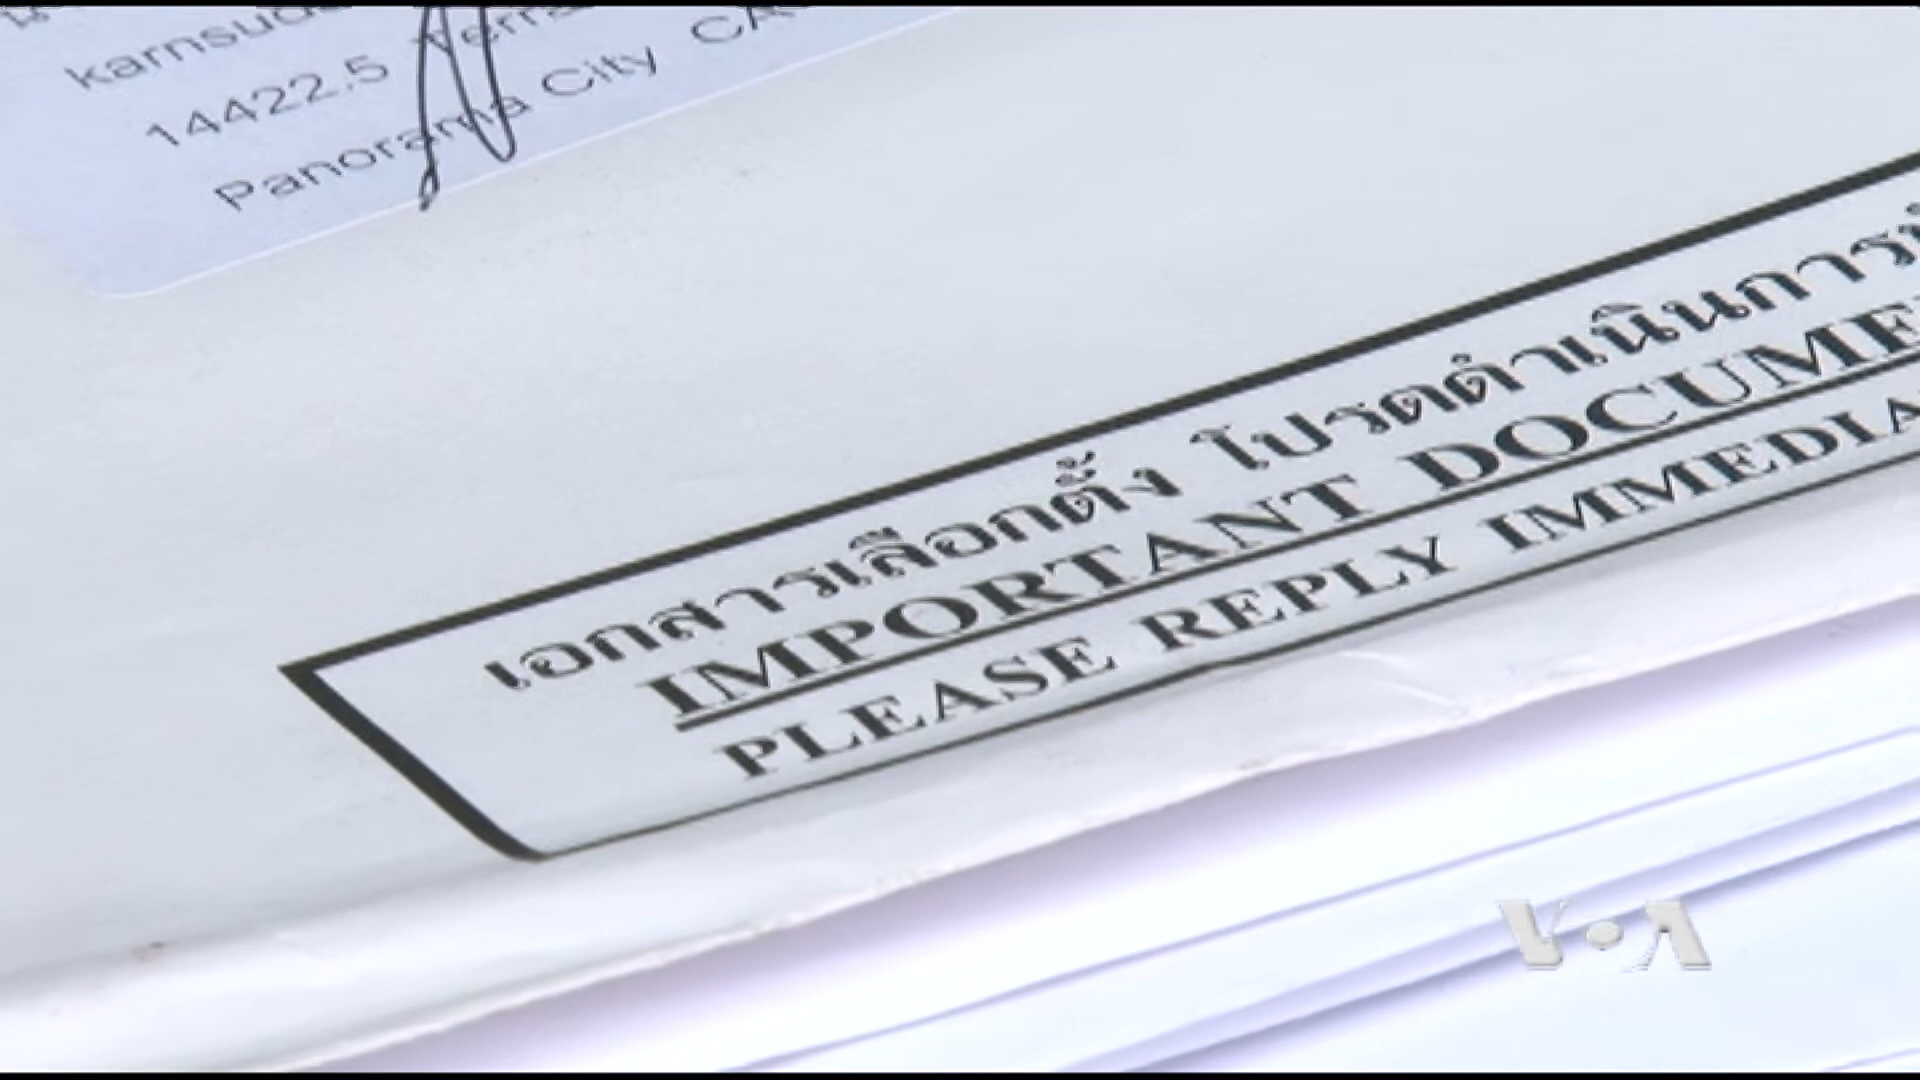 14422.5
Panorama City CA
เอกสารเลือกตั้ง โปรดดำเนินการ
IMPORTANT DOCUME
PLEASE REPLY IMMEDIA
VOA